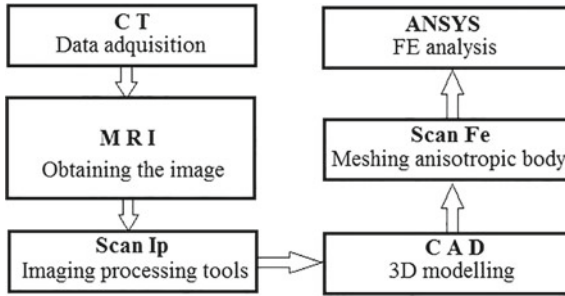 C T
Data adquisition
M R I
Obtaining the image
Scan Ip
Imaging processing tools
C A D
3D modelling
Scan Fe
Meshing anisotropic body
ANSYS
FE analysis